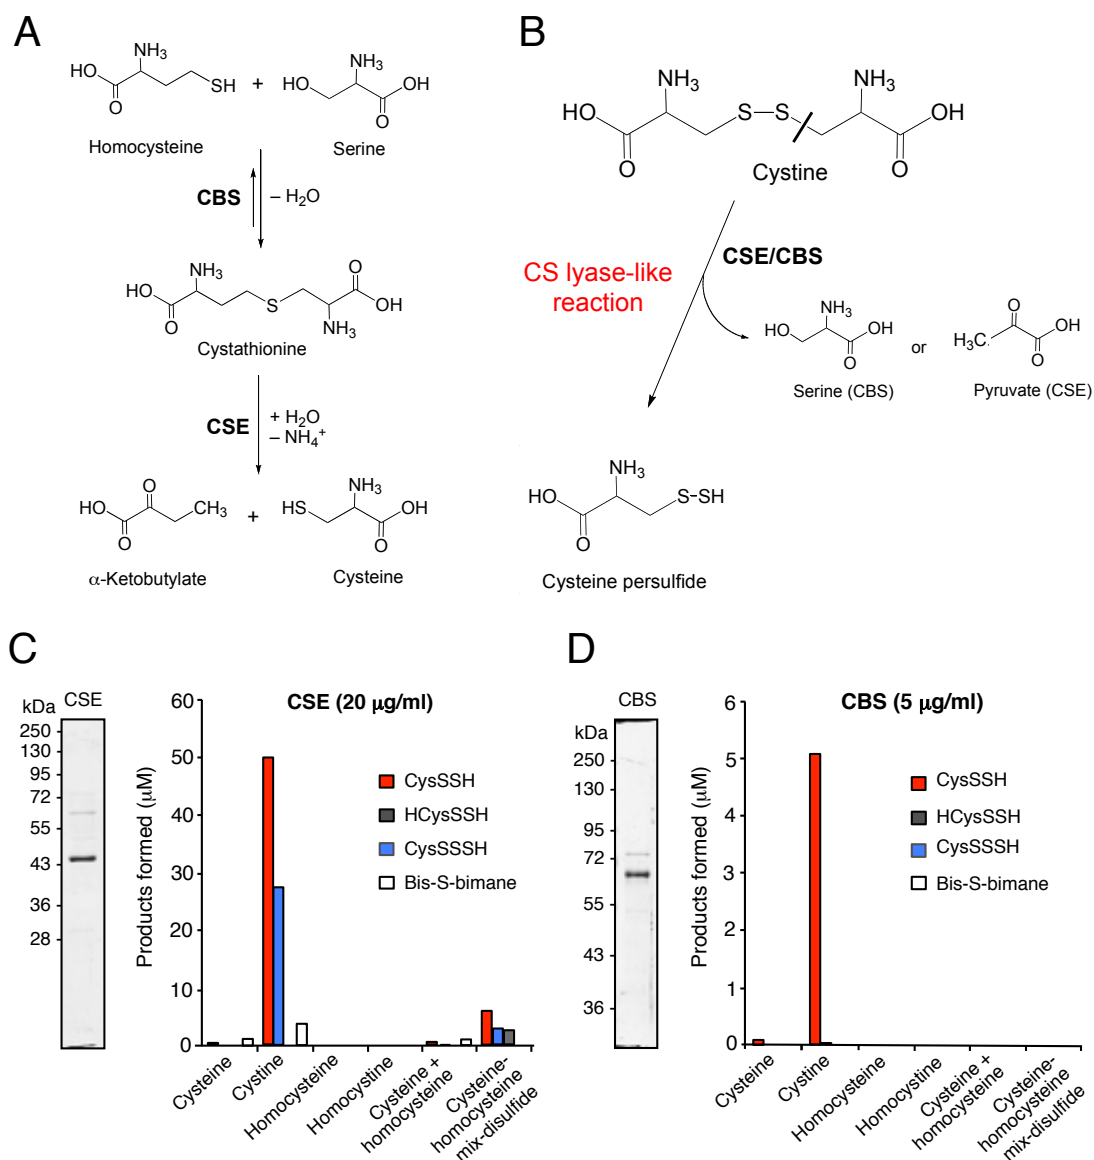 A
NH3
HO
O
SH
+
HO
NH3
OH
O
Homocysteine
Serine
CBS
– H2O
NH3
HO
O
S
O
OH
NH3
Cystathionine
CSE
+ H2O
– NH4+
O
HO
O
CH3
+
HS
NH3
OH
O
α-Ketobutylate
Cysteine
B
NH3
HO
O
S–S
NH3
OH
O
Cystine
CS lyase-like
reaction
CSE/CBS
NH3
HO
OH
O
or
O
H3C
OH
O
Serine (CBS)
Pyruvate (CSE)
NH3
HO
O
S-SH
Cysteine persulfide
C
kDa
CSE
250
130
95
72
55
43
36
28
CSE (20 μg/ml)
Products formed (μM)
60
50
40
30
20
10
0
CysSSH
HCysSSH
CysSSSH
Bis-S-bimane
Cysteine
Cystine
Homocysteine
Homocystine
Cysteine +
homocysteine
Cysteine-
homocysteine
mix-disulfide
D
kDa
CBS
250
130
95
72
55
43
36
CBS (5 μg/ml)
Products formed (μM)
6
5
4
3
2
1
0
CysSSH
HCysSSH
CysSSSH
Bis-S-bimane
Cysteine
Cystine
Homocysteine
Homocystine
Cysteine +
homocysteine
Cysteine-
homocysteine
mix-disulfide